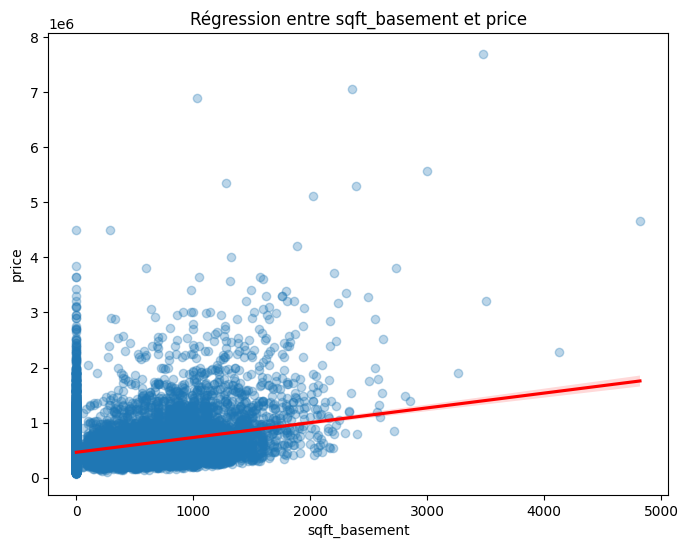 Régression entre sqft_basement et price
1e6
8
7
6
5
4
3
2
1
0
price
0 1000 2000 3000 4000 5000
sqft_basement